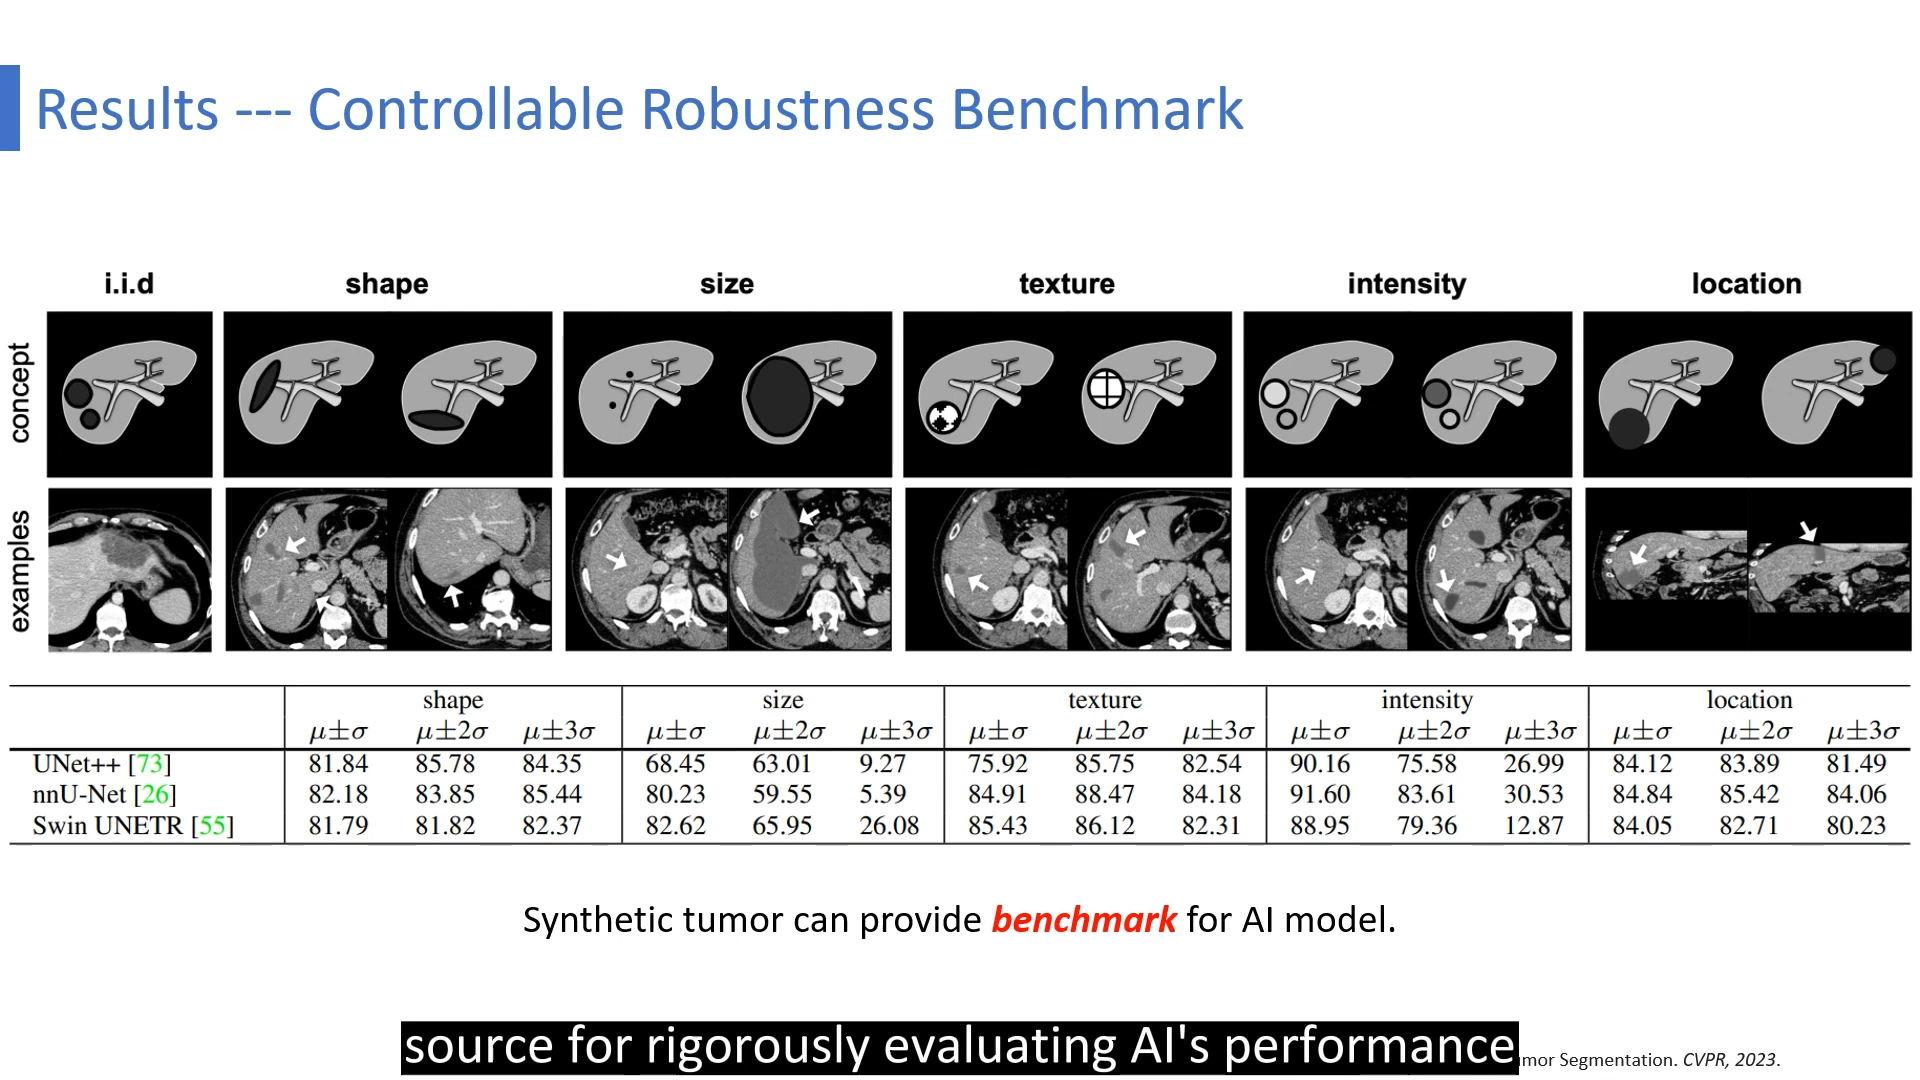 Results --- Controllable Robustness Benchmark
i.i.d shape size texture intensity location
concept
examples
shape size texture intensity location
μ±σ μ±2σ μ±3σ μ±σ μ±2σ μ±3σ μ±σ μ±2σ μ±3σ μ±σ μ±2σ μ±3σ μ±σ μ±2σ μ±3σ
UNet++ [73] 81.84 85.78 84.35 68.45 63.01 9.27 75.92 85.75 82.54 90.16 75.58 26.99 84.12 83.89 81.49
nnU-Net [26] 82.18 83.85 85.44 80.23 59.55 5.39 84.91 88.47 84.18 91.60 83.61 30.53 84.84 85.42 84.06
Swin UNETR [55] 81.79 81.82 82.37 82.62 65.95 26.08 85.43 86.12 82.31 88.95 79.36 12.87 84.05 82.71 80.23
Synthetic tumor can provide benchmark for AI model.
source for rigorously evaluating AI's performance
Segmentation. CVPR, 2023.